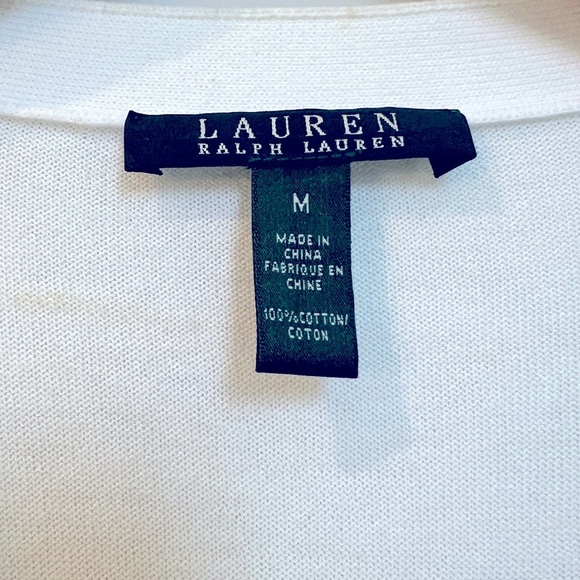 LAUREN
RALPH LAUREN
M
MADE IN
CHINA
FABRIQUE EN
CHINE
100%COTTON/
COTON